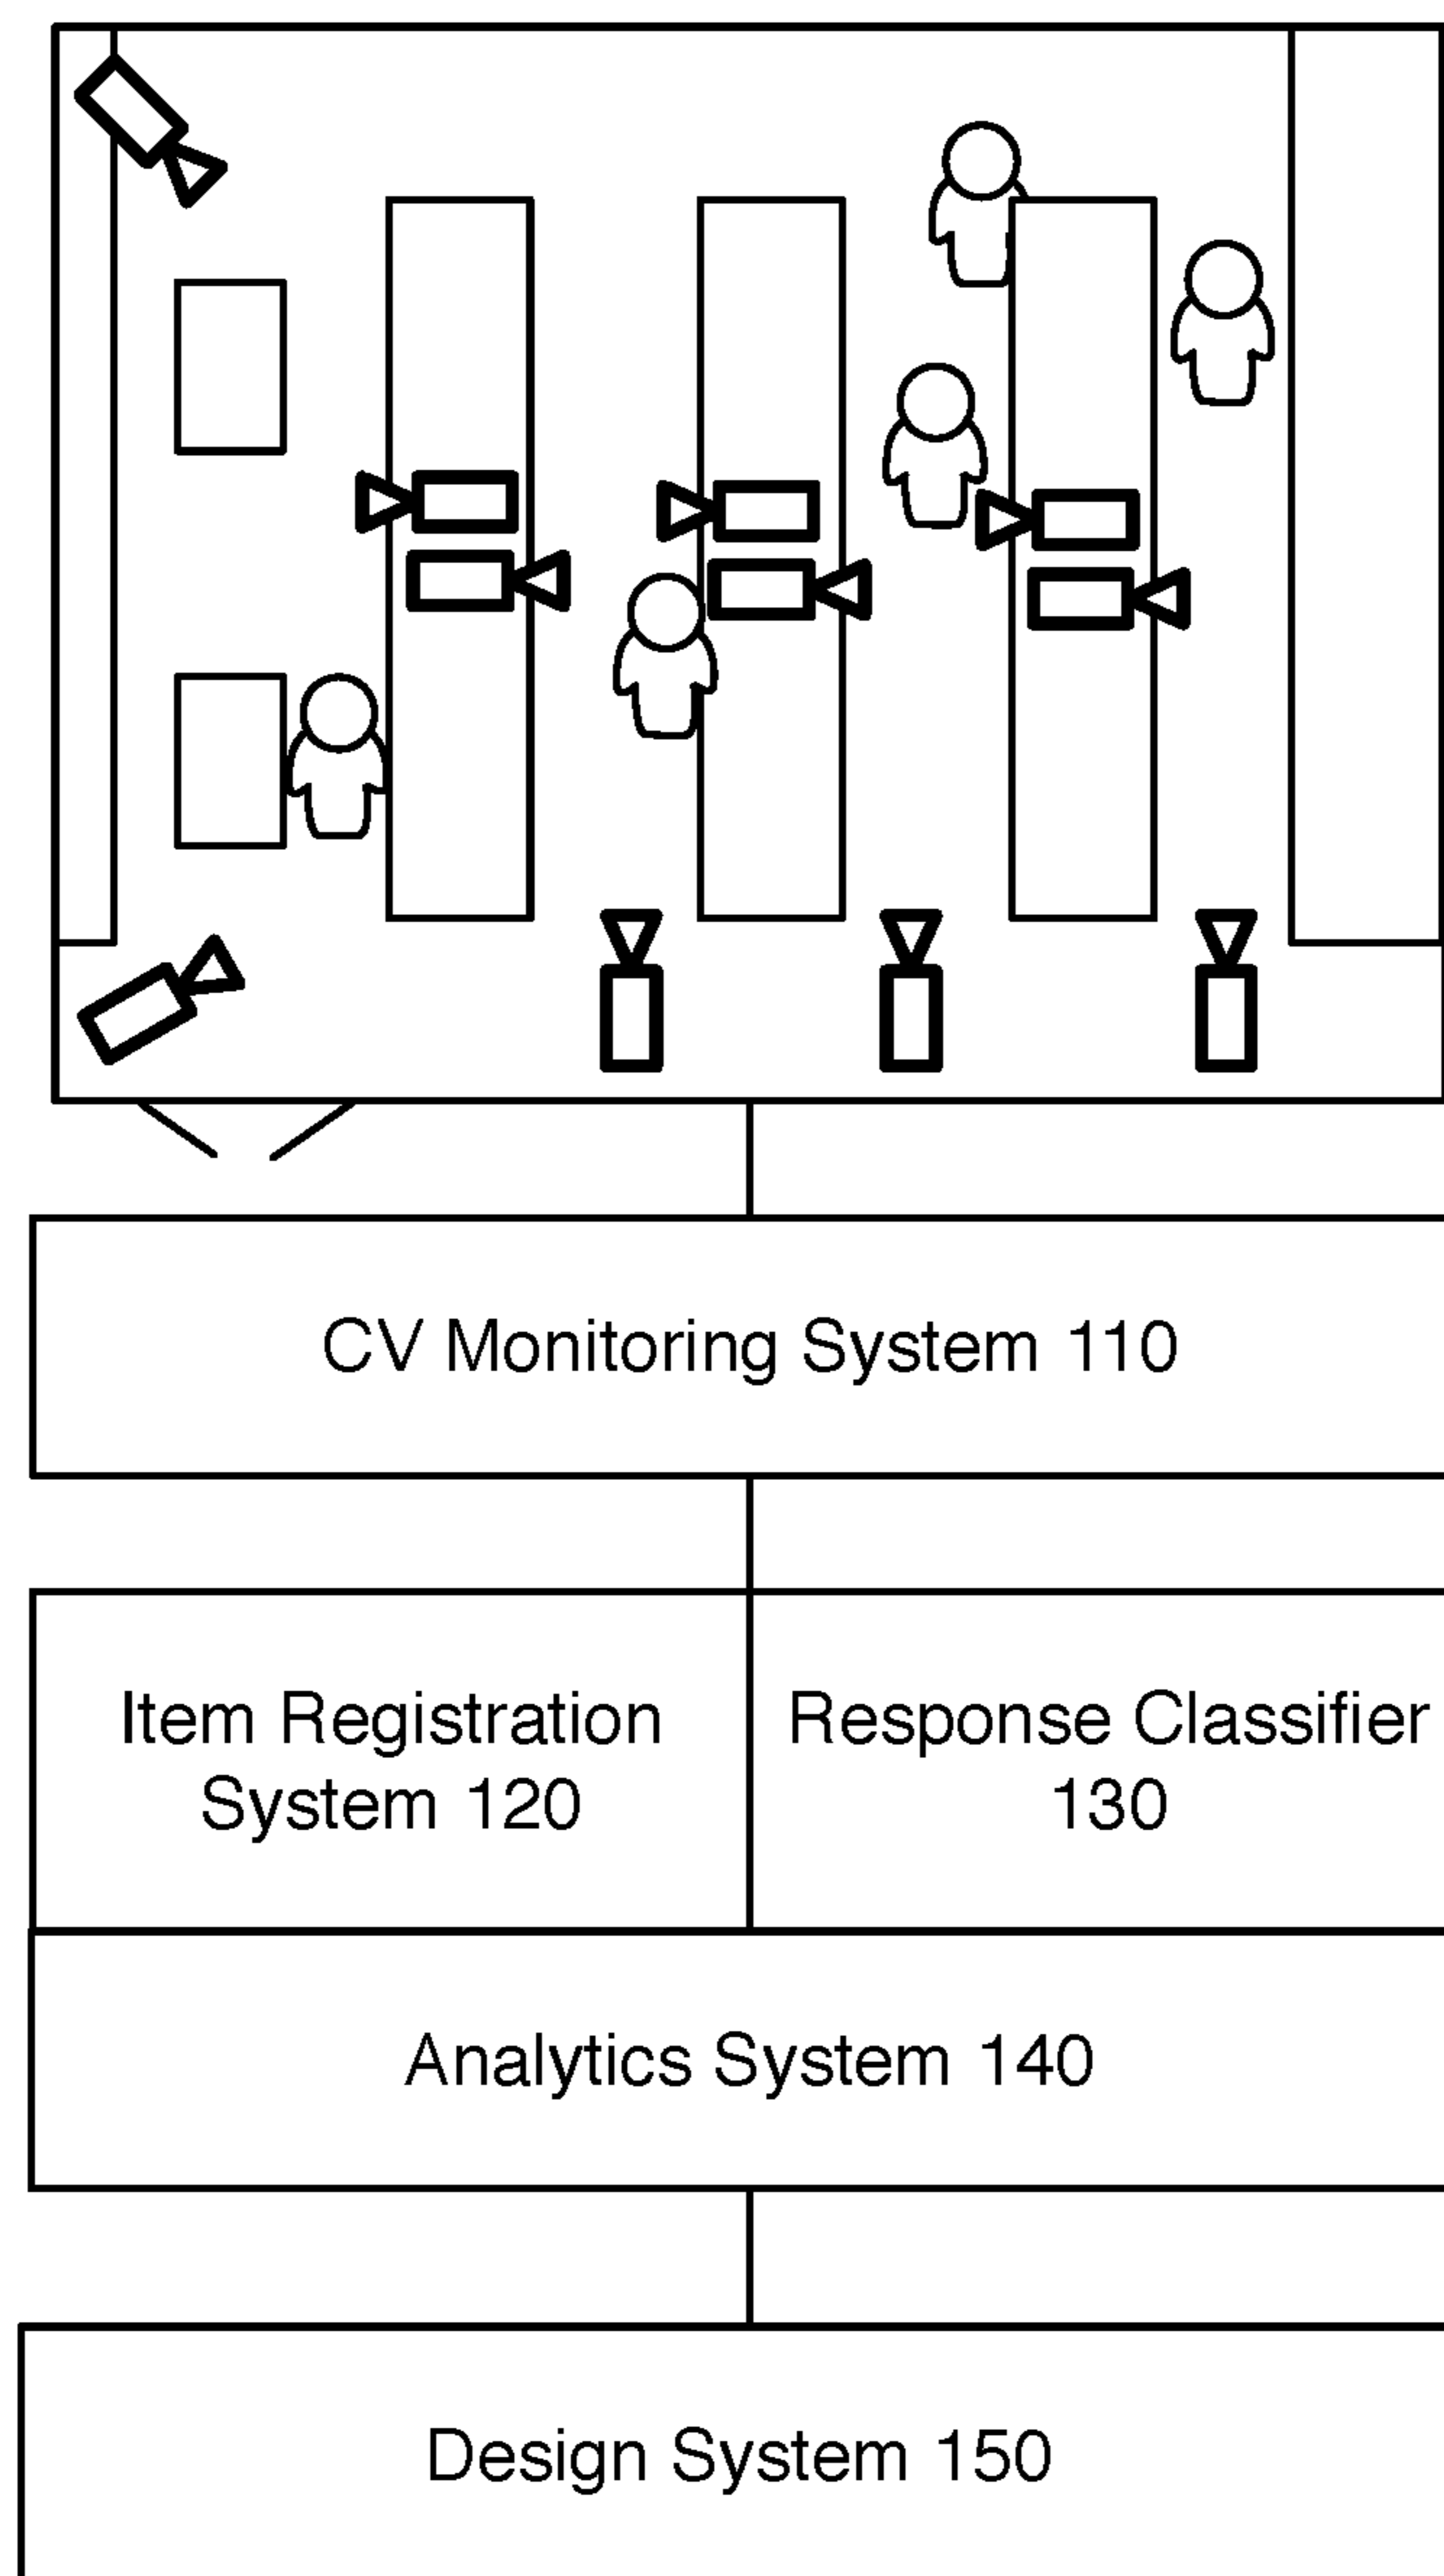 CV Monitoring System 110
Item Registration
System 120
Response Classifier
130
Analytics System 140
Design System 150